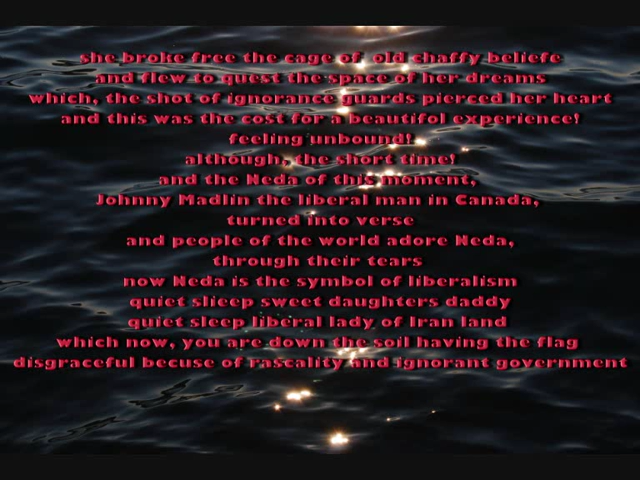 she broke free the cage of old chaffy beliefe
and flew to quest the space of her dreams
which, the shot of ignorance guards pierced her heart
and this was the cost for a beautifol experience!
feeling unbound!
although, the short time!
and the Neda of this moment,
Johnny Madlin the liberal man in Canada,
turned into verse
and people of the world adore Neda,
through their tears
now Neda is the symbol of liberalism
quiet slieep sweet daughters daddy
quiet sleep liberal lady of Iran land
which now, you are down the soil having the flag
disgraceful becuse of rascality and ignorant government